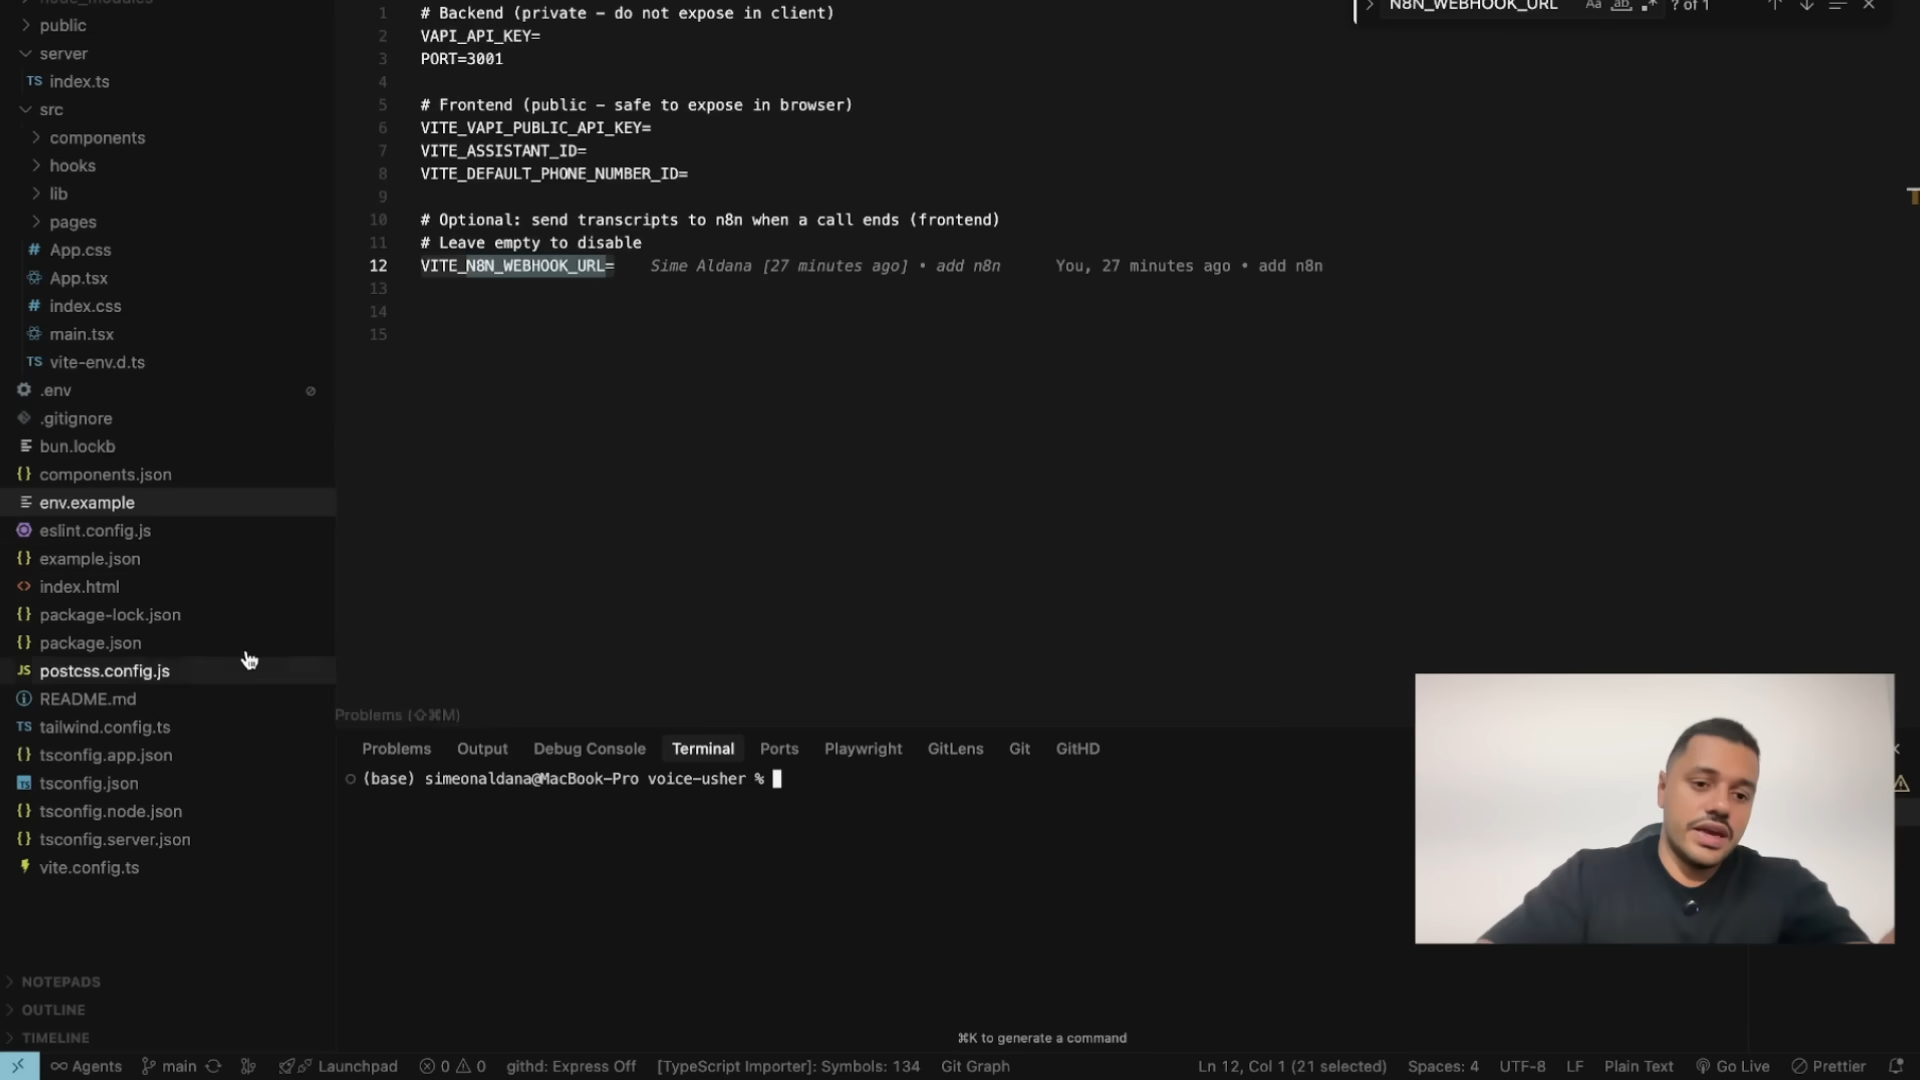 node_modules
public
server
TS index.ts
src
components
hooks
lib
pages
# App.css
App.tsx
# index.css
main.tsx
TS vite-env.d.ts
.env
.gitignore
bun.lockb
{} components.json
env.example
eslint.config.js
{} example.json
<> index.html
{} package-lock.json
{} package.json
JS postcss.config.js
README.md
TS tailwind.config.ts
{} tsconfig.app.json
TS tsconfig.json
{} tsconfig.node.json
{} tsconfig.server.json
vite.config.ts
NOTEPADS
OUTLINE
TIMELINE
N8N_WEBHOOK_URL Aa ab .* ? of 1
1 # Backend (private – do not expose in client)
2 VAPI_API_KEY=
3 PORT=3001
4
5 # Frontend (public – safe to expose in browser)
6 VITE_VAPI_PUBLIC_API_KEY=
7 VITE_ASSISTANT_ID=
8 VITE_DEFAULT_PHONE_NUMBER_ID=
9
10 # Optional: send transcripts to n8n when a call ends (frontend)
11 # Leave empty to disable
12 VITE_N8N_WEBHOOK_URL= Sime Aldana [27 minutes ago] • add n8n You, 27 minutes ago • add n8n
13
14
15
Problems (⇧⌘M)
Problems Output Debug Console Terminal Ports Playwright GitLens Git GitHD
(base) simeonaldana@MacBook-Pro voice-usher %
⌘K to generate a command
Agents main Launchpad 0 0 githd: Express Off [TypeScript Importer]: Symbols: 134 Git Graph Ln 12, Col 1 (21 selected) Spaces: 4 UTF-8 LF Plain Text Go Live Prettier